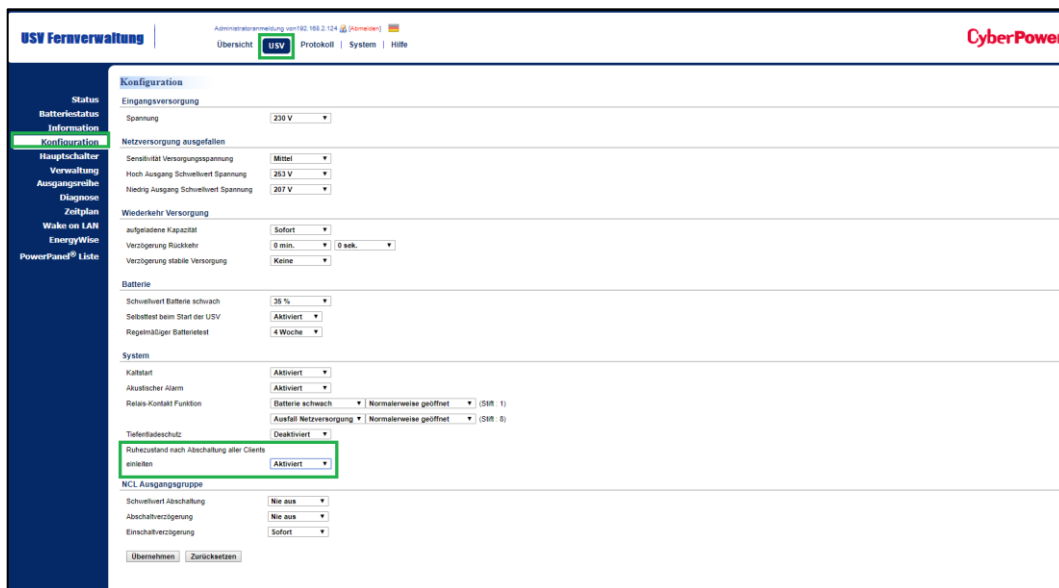 USV Fernverwaltung
Administratoranmeldung von192.168.2.124 [Abmelden]
Übersicht USV Protokoll | System | Hilfe
CyberPower
Status
Batteriestatus
Information
Konfiguration
Hauptschalter
Verwaltung
Ausgangsreihe
Diagnose
Zeitplan
Wake on LAN
EnergyWise
PowerPanel® Liste
Konfiguration
Eingangsversorgung
Spannung 230 V
Netzversorgung ausgefallen
Sensitivität Versorgungsspannung Mittel
Hoch Ausgang Schwellwert Spannung 253 V
Niedrig Ausgang Schwellwert Spannung 207 V
Wiederkehr Versorgung
aufgeladene Kapazität Sofort
Verzögerung Rückkehr 0 min. 0 sek.
Verzögerung stabile Versorgung Keine
Batterie
Schwellwert Batterie schwach 35 %
Selbsttest beim Start der USV Aktiviert
Regelmäßiger Batterietest 4 Woche
System
Kaltstart Aktiviert
Akustischer Alarm Aktiviert
Relais-Kontakt Funktion Batterie schwach Normalerweise geöffnet (Stift : 1)
Ausfall Netzversorgung Normalerweise geöffnet (Stift : 8)
Tiefentladeschutz Deaktiviert
Ruhezustand nach Abschaltung aller Clients
einleiten Aktiviert
NCL Ausgangsgruppe
Schwellwert Abschaltung Nie aus
Abschaltverzögerung Nie aus
Einschaltverzögerung Sofort
Übernehmen Zurücksetzen